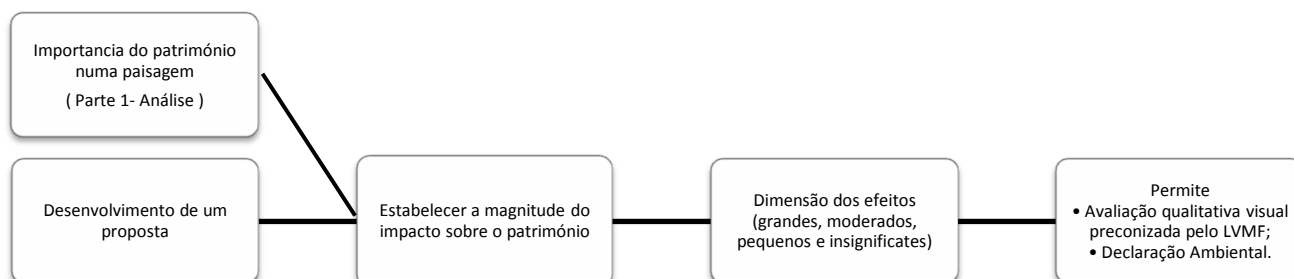 Importancia do património
numa paisagem
( Parte 1- Análise )
Desenvolvimento de um
proposta
Estabelecer a magnitude do
impacto sobre o património
Dimensão dos efeitos
(grandes, moderados,
pequenos e insignificates)
Permite
• Avaliação qualitativa visual
preconizada pelo LVMF;
• Declaração Ambiental.